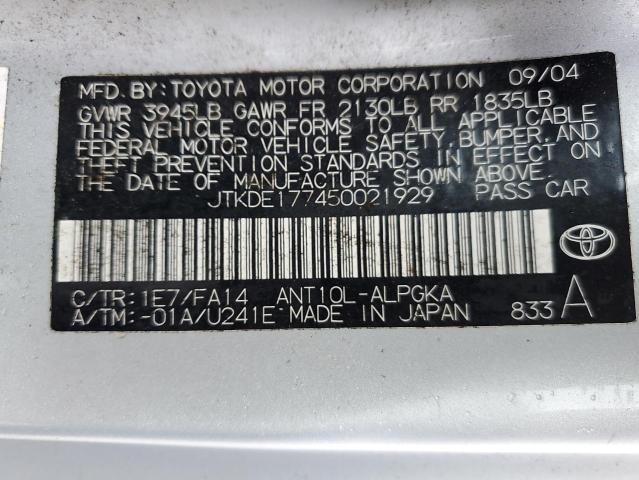 MFD. BY: TOYOTA MOTOR CORPORATION 09/04
GVWR 3945LB GAWR FR 2130LB RR 1835LB
THIS VEHICLE CONFORMS TO ALL APPLICABLE
FEDERAL MOTOR VEHICLE SAFETY, BUMPER, AND
THEFT PREVENTION STANDARDS IN EFFECT ON
THE DATE OF MANUFACTURE SHOWN ABOVE.
JTKDE177450021929 PASS CAR
C/TR: 1E7/FA14 ANT10L-ALPGKA
A/TM: -01A/U241E MADE IN JAPAN 833 A